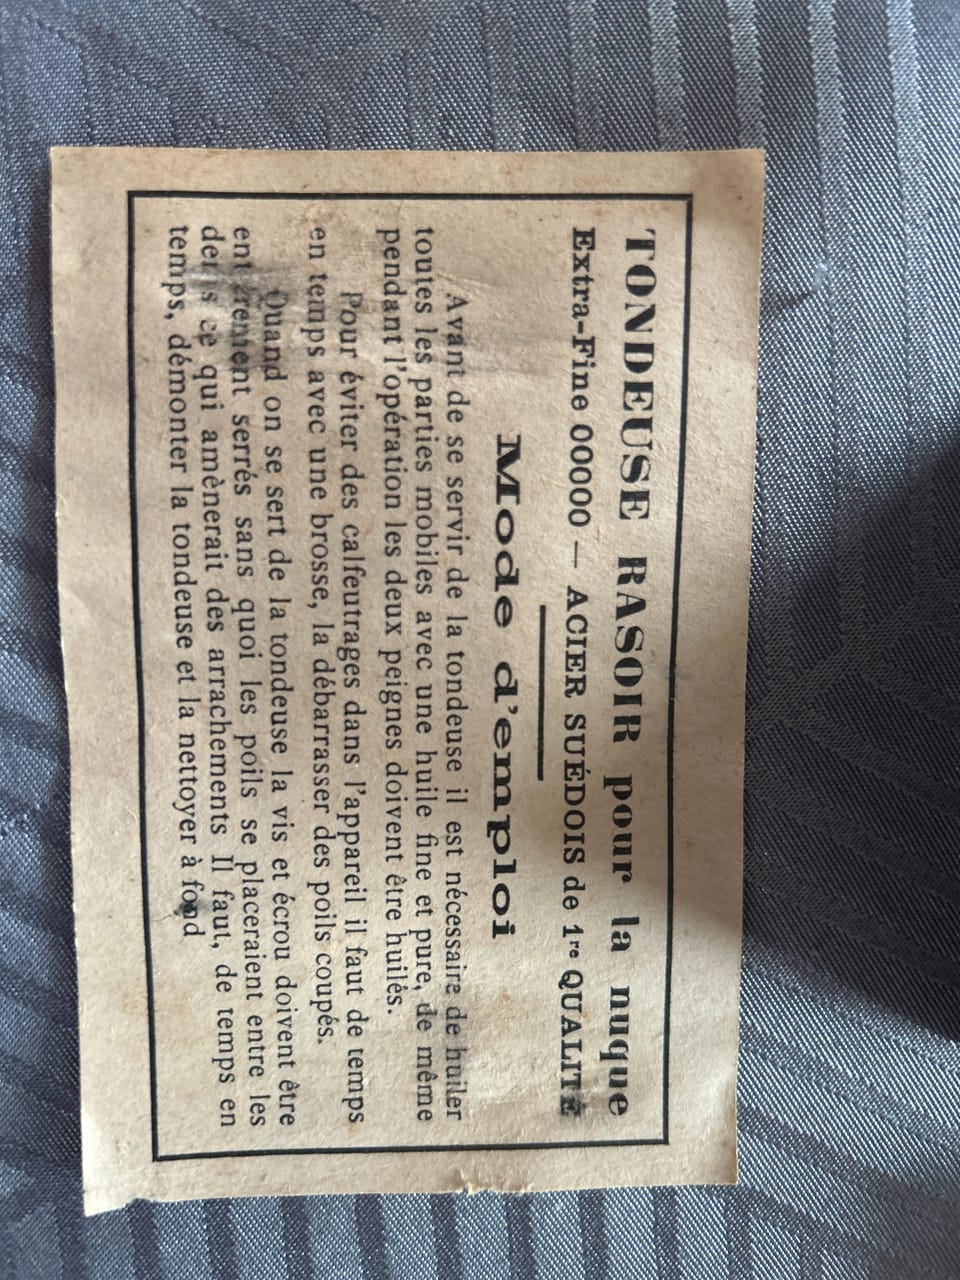 TONDEUSE RASOIR pour la nuque
Extra-Fine 00000 — ACIER SUÉDOIS de 1re QUALITÉ
Mode d'emploi
Avant de se servir de la tondeuse il est nécessaire de huiler
toutes les parties mobiles avec une huile fine et pure, de même
pendant l'opération les deux peignes doivent être huilés.
Pour éviter des calfeutrages dans l'appareil il faut de temps
en temps avec une brosse, la débarrasser des poils coupés.
Quand on se sert de la tondeuse la vis et écrou doivent être
serrés sans quoi les poils se placeraient entre les
ce qui amènerait des arrachements Il faut, de temps en
temps, démonter la tondeuse et la nettoyer à fond